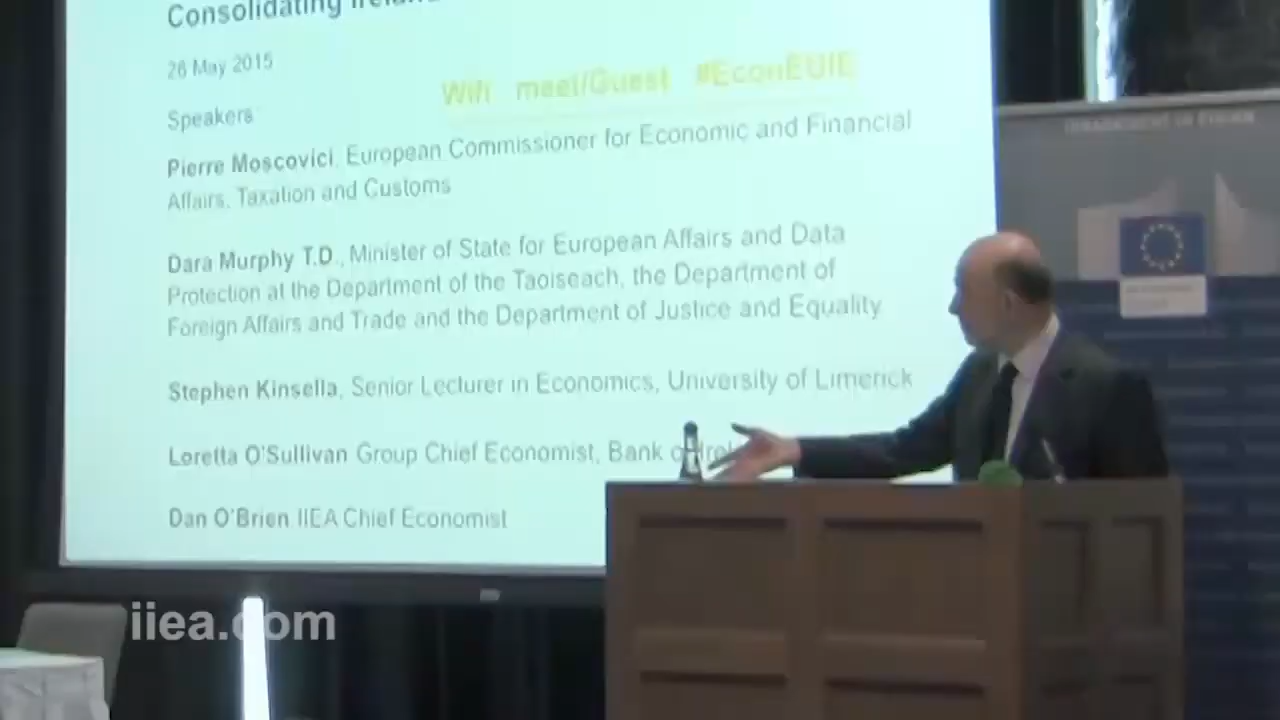 Consolidating
26 May 2015
Wifi meet/Guest #EconEUIE
Speakers
Pierre Moscovici, European Commissioner for Economic and Financial
Affairs, Taxation and Customs
Dara Murphy T.D., Minister of State for European Affairs and Data
Protection at the Department of the Taoiseach, the Department of
Foreign Affairs and Trade and the Department of Justice and Equality
Stephen Kinsella, Senior Lecturer in Economics, University of Limerick
Loretta O'Sullivan Group Chief Economist, Bank
Dan O'Brien IIEA Chief Economist
iiea.com